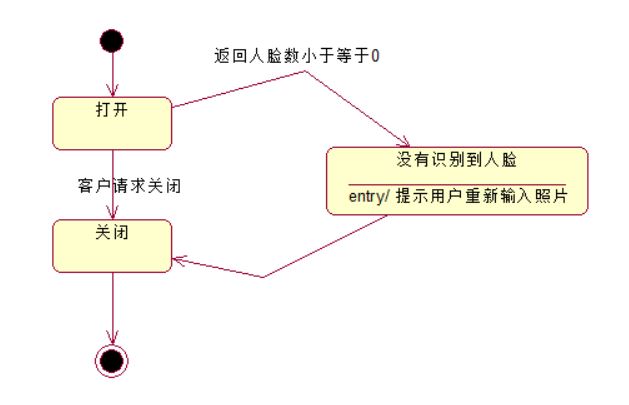 返回人脸数小于等于0
打开
没有识别到人脸
客户请求关闭
entry/ 提示用户重新输入照片
关闭